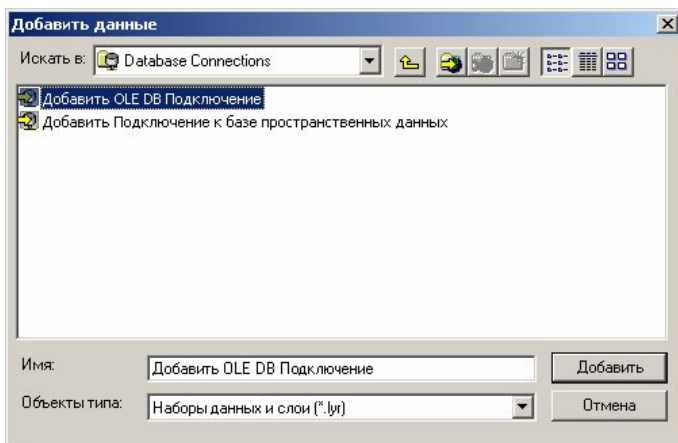 Добавить данные
Искать в: Database Connections
Добавить OLE DB Подключение
Добавить Подключение к базе пространственных данных
Имя: Добавить OLE DB Подключение Добавить
Объекты типа: Наборы данных и слои (*.lyr) Отмена